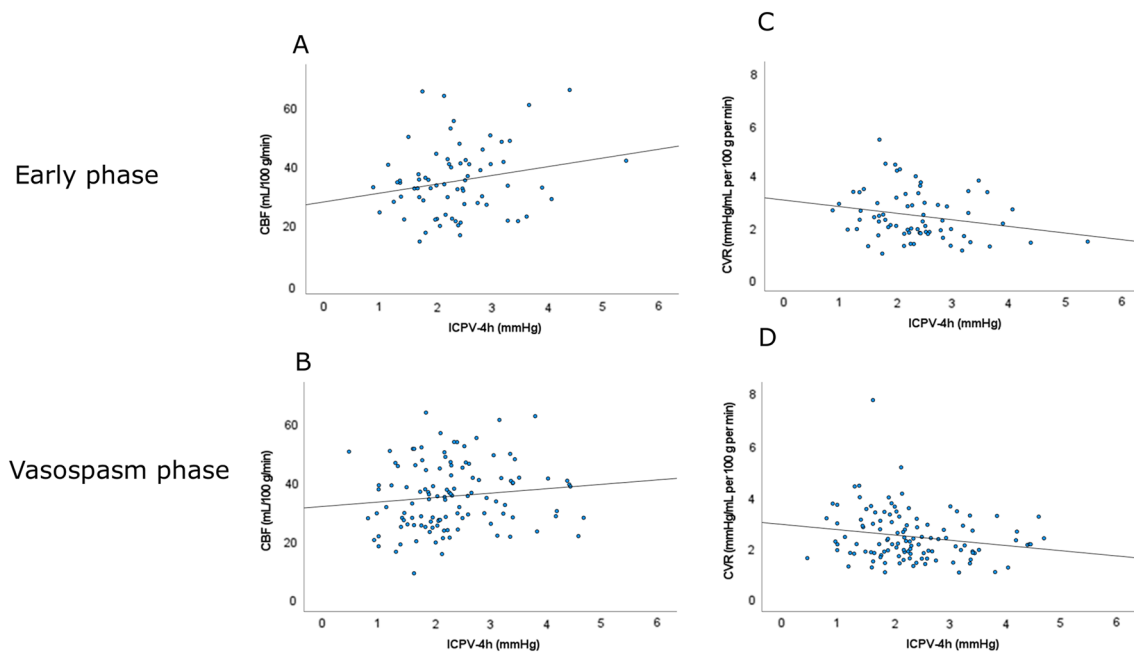 Early phase
A
CBF (mL/100 g/min)
60
40
20
0
0 1 2 3 4 5 6
ICPV-4h (mmHg)
C
CVR (mmHg/mL per 100 g per min)
8
6
4
2
0
0 1 2 3 4 5 6
ICPV-4h (mmHg)
Vasospasm phase
B
CBF (mL/100 g/min)
60
40
20
0
0 1 2 3 4 5 6
ICPV-4h (mmHg)
D
CVR (mmHg/mL per 100 g per min)
8
6
4
2
0
0 1 2 3 4 5 6
ICPV-4h (mmHg)